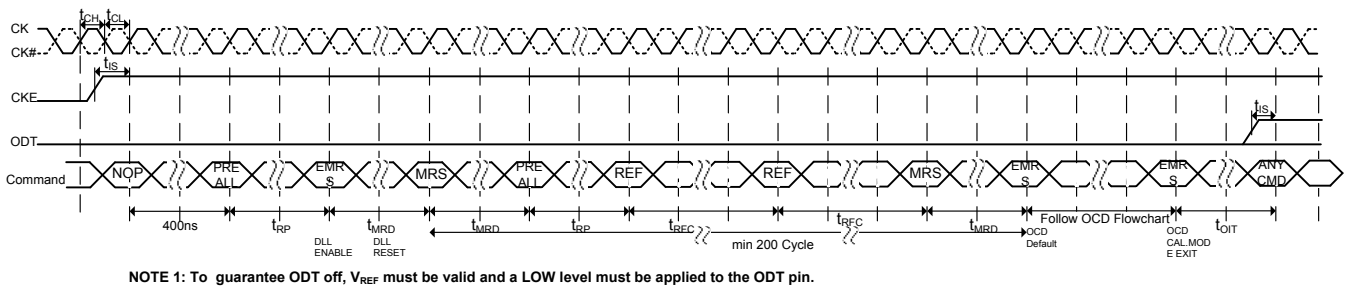 tCH tCL
CK
CK#
tIS
CKE
tIS
ODT
Command
NOP
PRE
ALL
EMR
S
MRS
PRE
ALL
REF
REF
MRS
EMR
S
EMR
S
ANY
CMD
400ns
tRP
tMRD
tMRD
tRP
tRFC
tRFC
tMRD
Follow OCD Flowchart
tOIT
DLL
ENABLE
DLL
RESET
min 200 Cycle
OCD
Default
OCD
CAL.MOD
E EXIT
NOTE 1: To guarantee ODT off, VREF must be valid and a LOW level must be applied to the ODT pin.